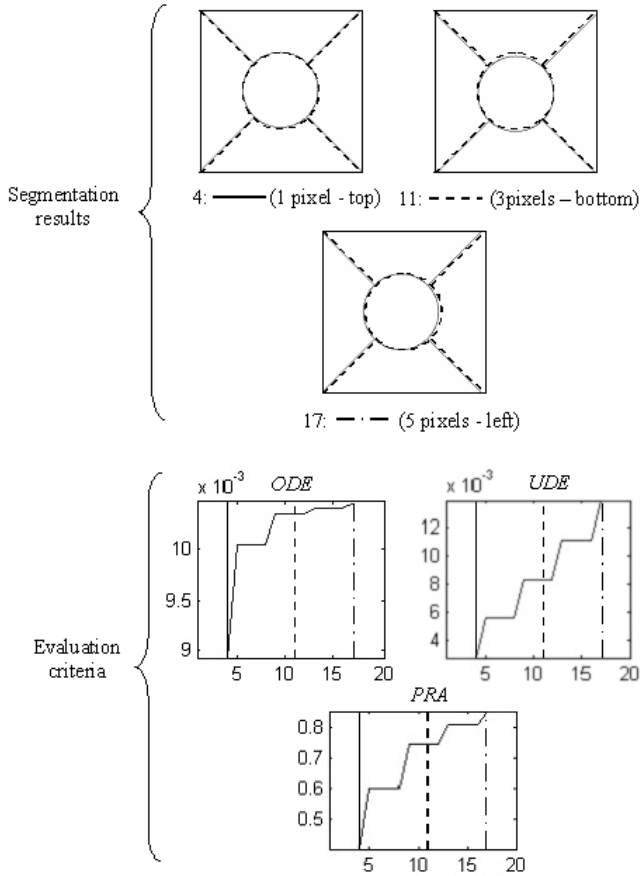 Segmentation
results
4: (1 pixel - top) 11: (3pixels – bottom)
17: (5 pixels - left)
Evaluation
criteria
x 10⁻³ ODE
10
9.5
9
5 10 15 20
x 10⁻³ UDE
12
10
8
6
4
5 10 15 20
PRA
0.8
0.7
0.6
0.5
5 10 15 20